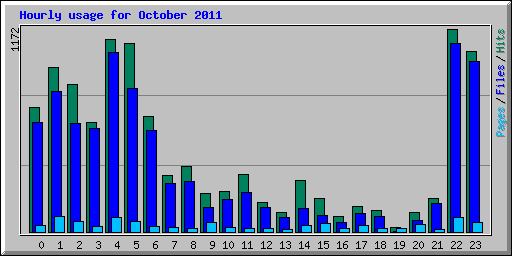 Hourly usage for October 2011
1172
Pages / Files / Hits
0 1 2 3 4 5 6 7 8 9 10 11 12 13 14 15 16 17 18 19 20 21 22 23